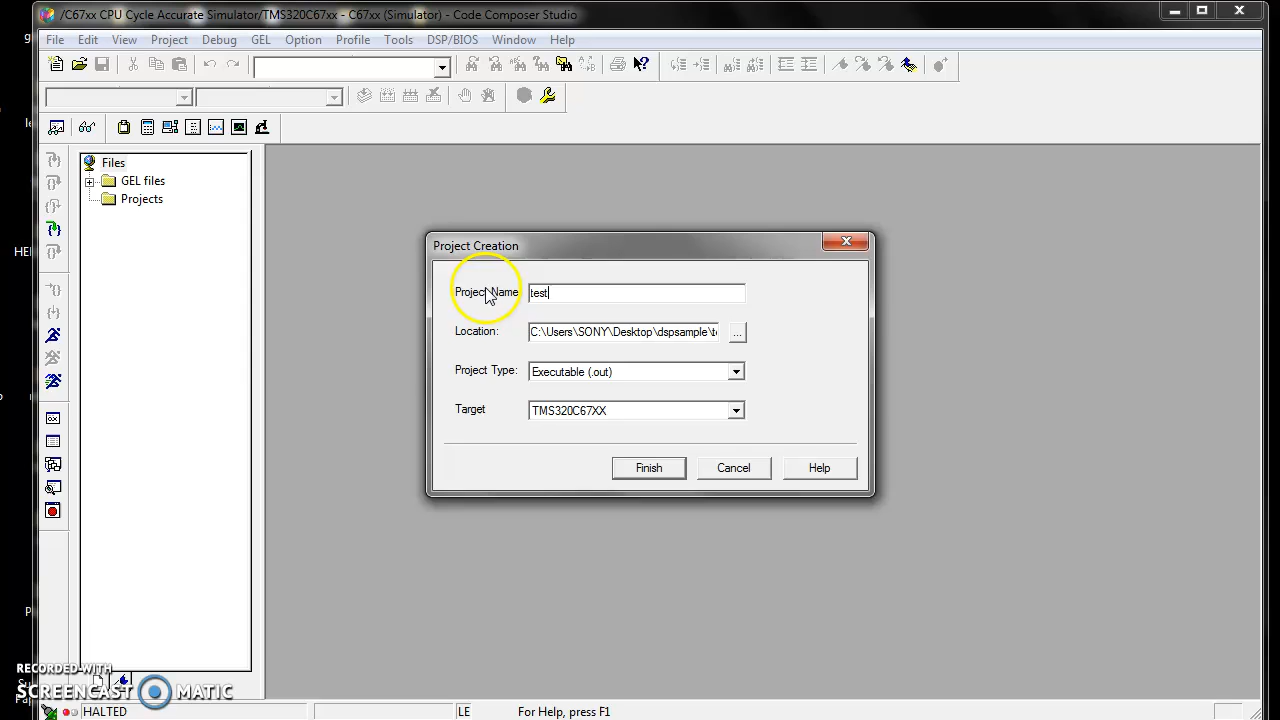 /C67xx CPU Cycle Accurate Simulator/TMS320C67xx - C67xx (Simulator) - Code Composer Studio
File Edit View Project Debug GEL Option Profile Tools DSP/BIOS Window Help
Files
GEL files
Projects
Project Creation
Project Name
test
Location:
C:\Users\SONY\Desktop\dspsample\t
...
Project Type:
Executable (.out)
Target
TMS320C67XX
Finish Cancel Help
RECORDED WITH
SCREENCAST MATIC
HALTED LE For Help, press F1